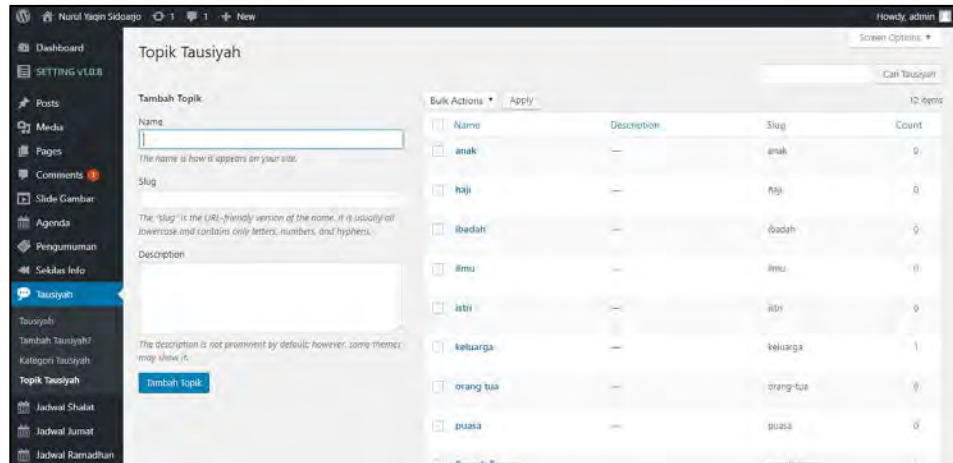 Nurul Yaqin Sidoarjo 1 1 + New Howdy, admin
Screen Options ▼
Dashboard
SETTING v1.0.8
Posts
Media
Pages
Comments 1
Slide Gambar
Agenda
Pengumuman
Sekilas Info
Tausiyah
Tausiyah
Tambah Tausiyah?
Kategori Tausiyah
Topik Tausiyah
Jadwal Shalat
Jadwal Jumat
Jadwal Ramadhan
Topik Tausiyah
Cari Tausiyah
Tambah Topik
Name
The name is how it appears on your site.
Slug
The "slug" is the URL-friendly version of the name. It is usually all
lowercase and contains only letters, numbers, and hyphens.
Description
The description is not prominent by default; however, some themes
may show it.
Tambah Topik
Bulk Actions ▼ Apply 12 items
Name Description Slug Count
anak — anak 0
haji — haji 0
ibadah — ibadah 0
ilmu — ilmu 0
istri — istri 0
keluarga — keluarga 1
orang tua — orang-tua 0
puasa — puasa 0